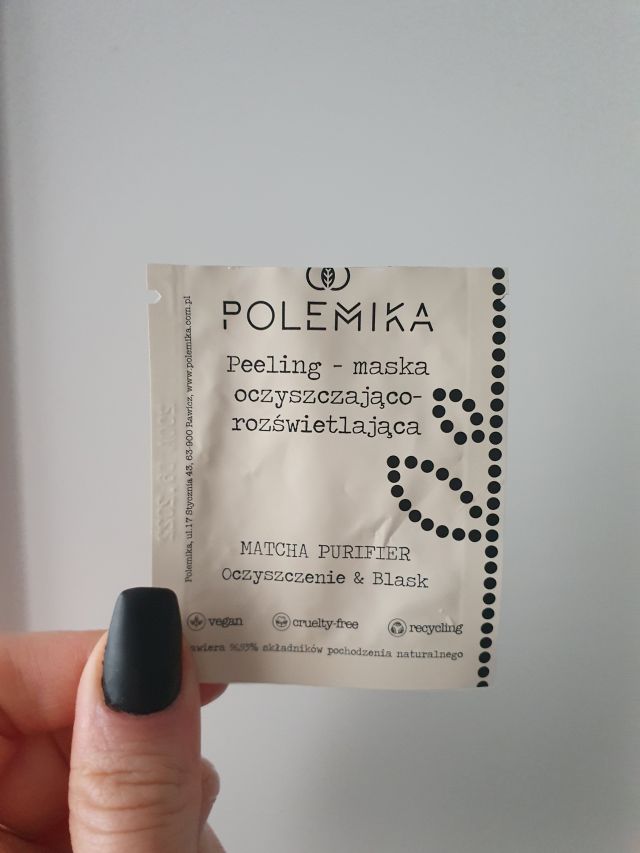 POLEMIKA
Peeling - maska
oczyszczająco-
rozświetlająca
MATCHA PURIFIER
Oczyszczenie & Blask
vegan
cruelty-free
recycling
składników pochodzenia naturalnego
Polemika, ul.17 Stycznia 43, 63-900 Rawicz, www.polemika.com.pl